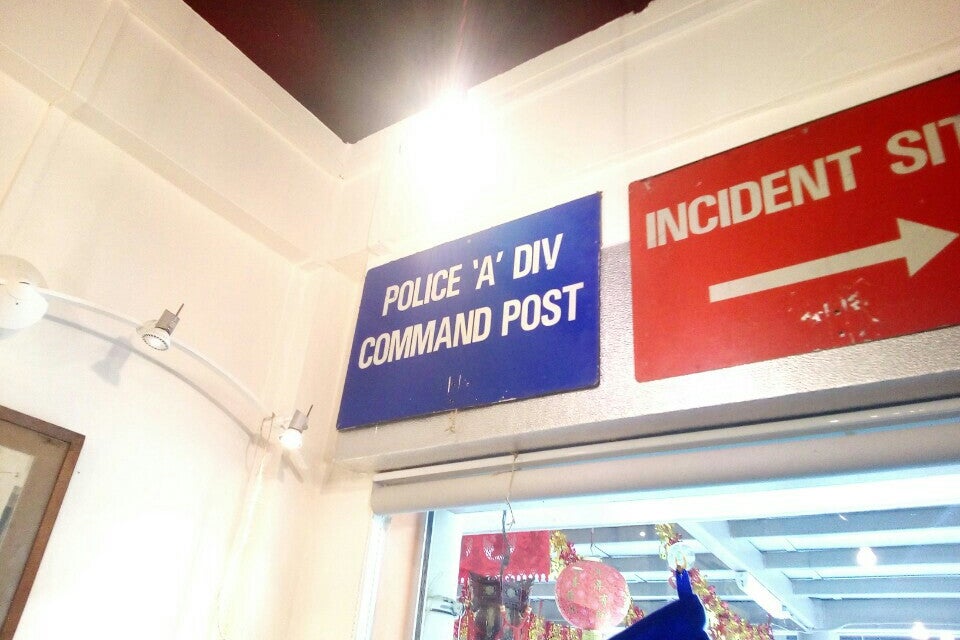 POLICE 'A' DIV
COMMAND POST
INCIDENT SIT